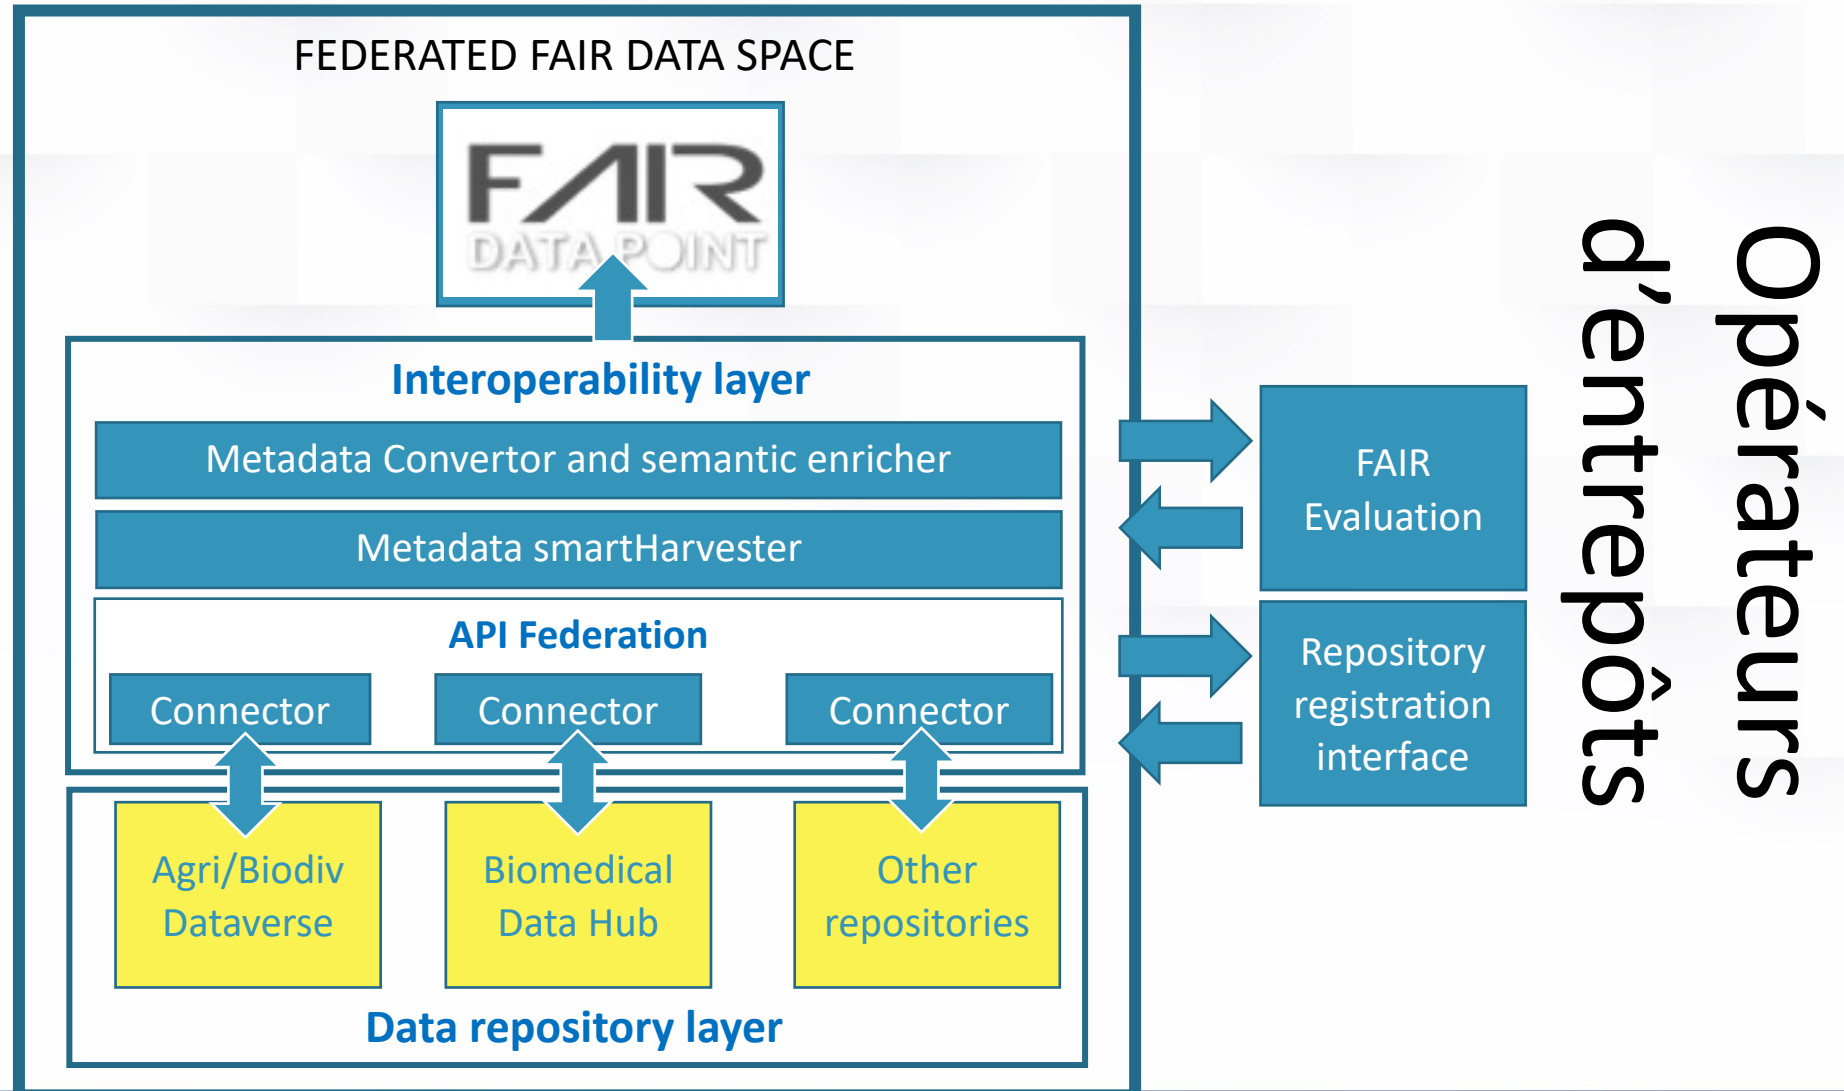 FEDERATED FAIR DATA SPACE
FAIR
DATA POINT
Interoperability layer
Metadata Convertor and semantic enricher
Metadata smartHarvester
API Federation
Connector
Connector
Connector
Agri/Biodiv
Dataverse
Biomedical
Data Hub
Other
repositories
Data repository layer
FAIR
Evaluation
Repository
registration
interface
Opérateurs
d’entrepôts